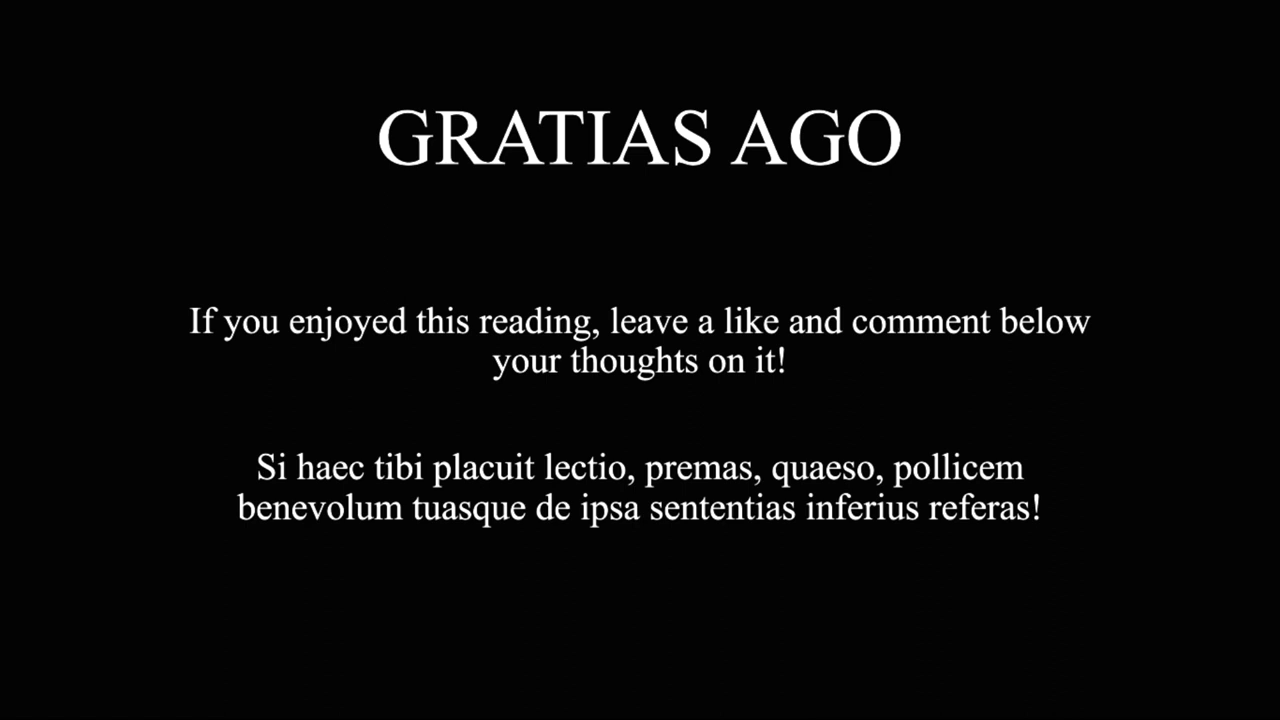 GRATIAS AGO
If you enjoyed this reading, leave a like and comment below
your thoughts on it!
Si haec tibi placuit lectio, premas, quaeso, pollicem
benevolum tuasque de ipsa sententias inferius referas!